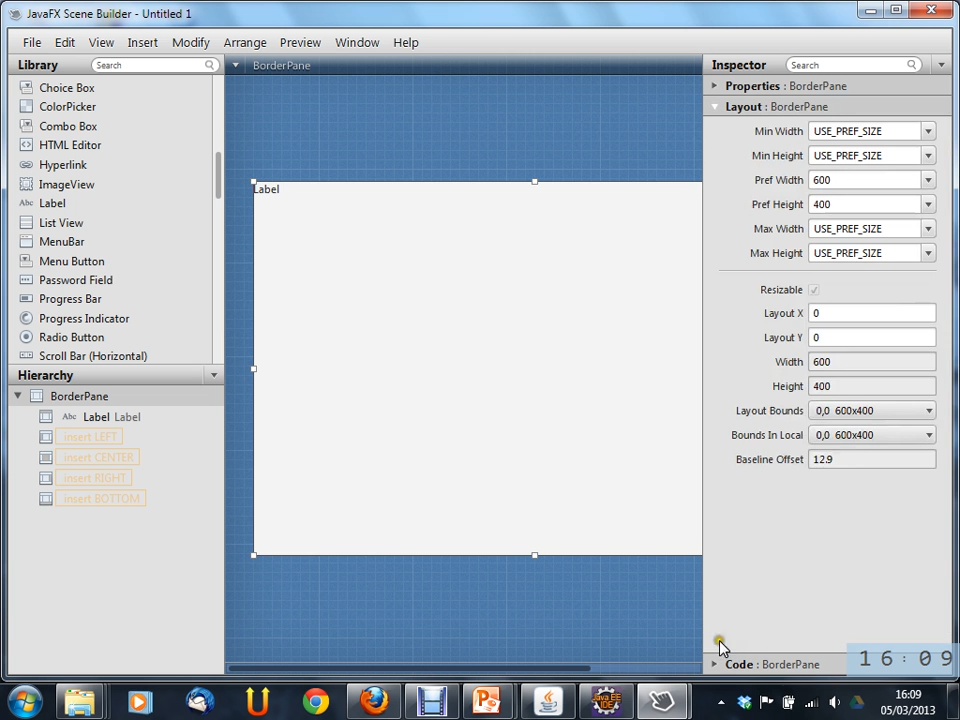 JavaFX Scene Builder - Untitled 1
File Edit View Insert Modify Arrange Preview Window Help
Library Search
Choice Box
ColorPicker
Combo Box
HTML Editor
Hyperlink
ImageView
Abc Label
List View
MenuBar
Menu Button
Password Field
Progress Bar
Progress Indicator
Radio Button
Scroll Bar (Horizontal)
Hierarchy
BorderPane
Abc Label Label
insert LEFT
insert CENTER
insert RIGHT
insert BOTTOM
BorderPane
Label
Inspector Search
Properties : BorderPane
Layout : BorderPane
Min Width USE_PREF_SIZE
Min Height USE_PREF_SIZE
Pref Width 600
Pref Height 400
Max Width USE_PREF_SIZE
Max Height USE_PREF_SIZE
Resizable
Layout X 0
Layout Y 0
Width 600
Height 400
Layout Bounds 0,0 600x400
Bounds In Local 0,0 600x400
Baseline Offset 12.9
Code : BorderPane
16:09
Java EE
IDE
16:09
05/03/2013